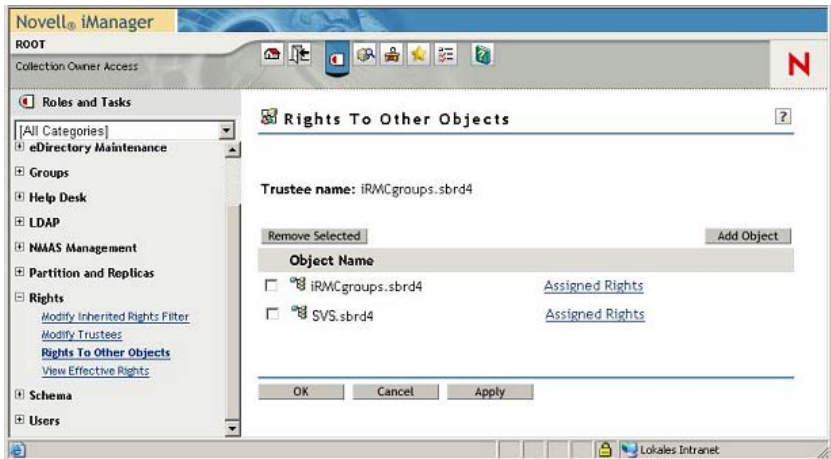 Novell® iManager
ROOT
Collection Owner Access
N
Roles and Tasks
[All Categories]
eDirectory Maintenance
Groups
Help Desk
LDAP
NMAS Management
Partition and Replicas
Rights
Modify Inherited Rights Filter
Modify Trustees
Rights To Other Objects
View Effective Rights
Schema
Users
Rights To Other Objects
?
Trustee name: iRMCgroups.sbrd4
Remove Selected
Add Object
Object Name
iRMCgroups.sbrd4 Assigned Rights
SVS.sbrd4 Assigned Rights
OK Cancel Apply
Lokales Intranet